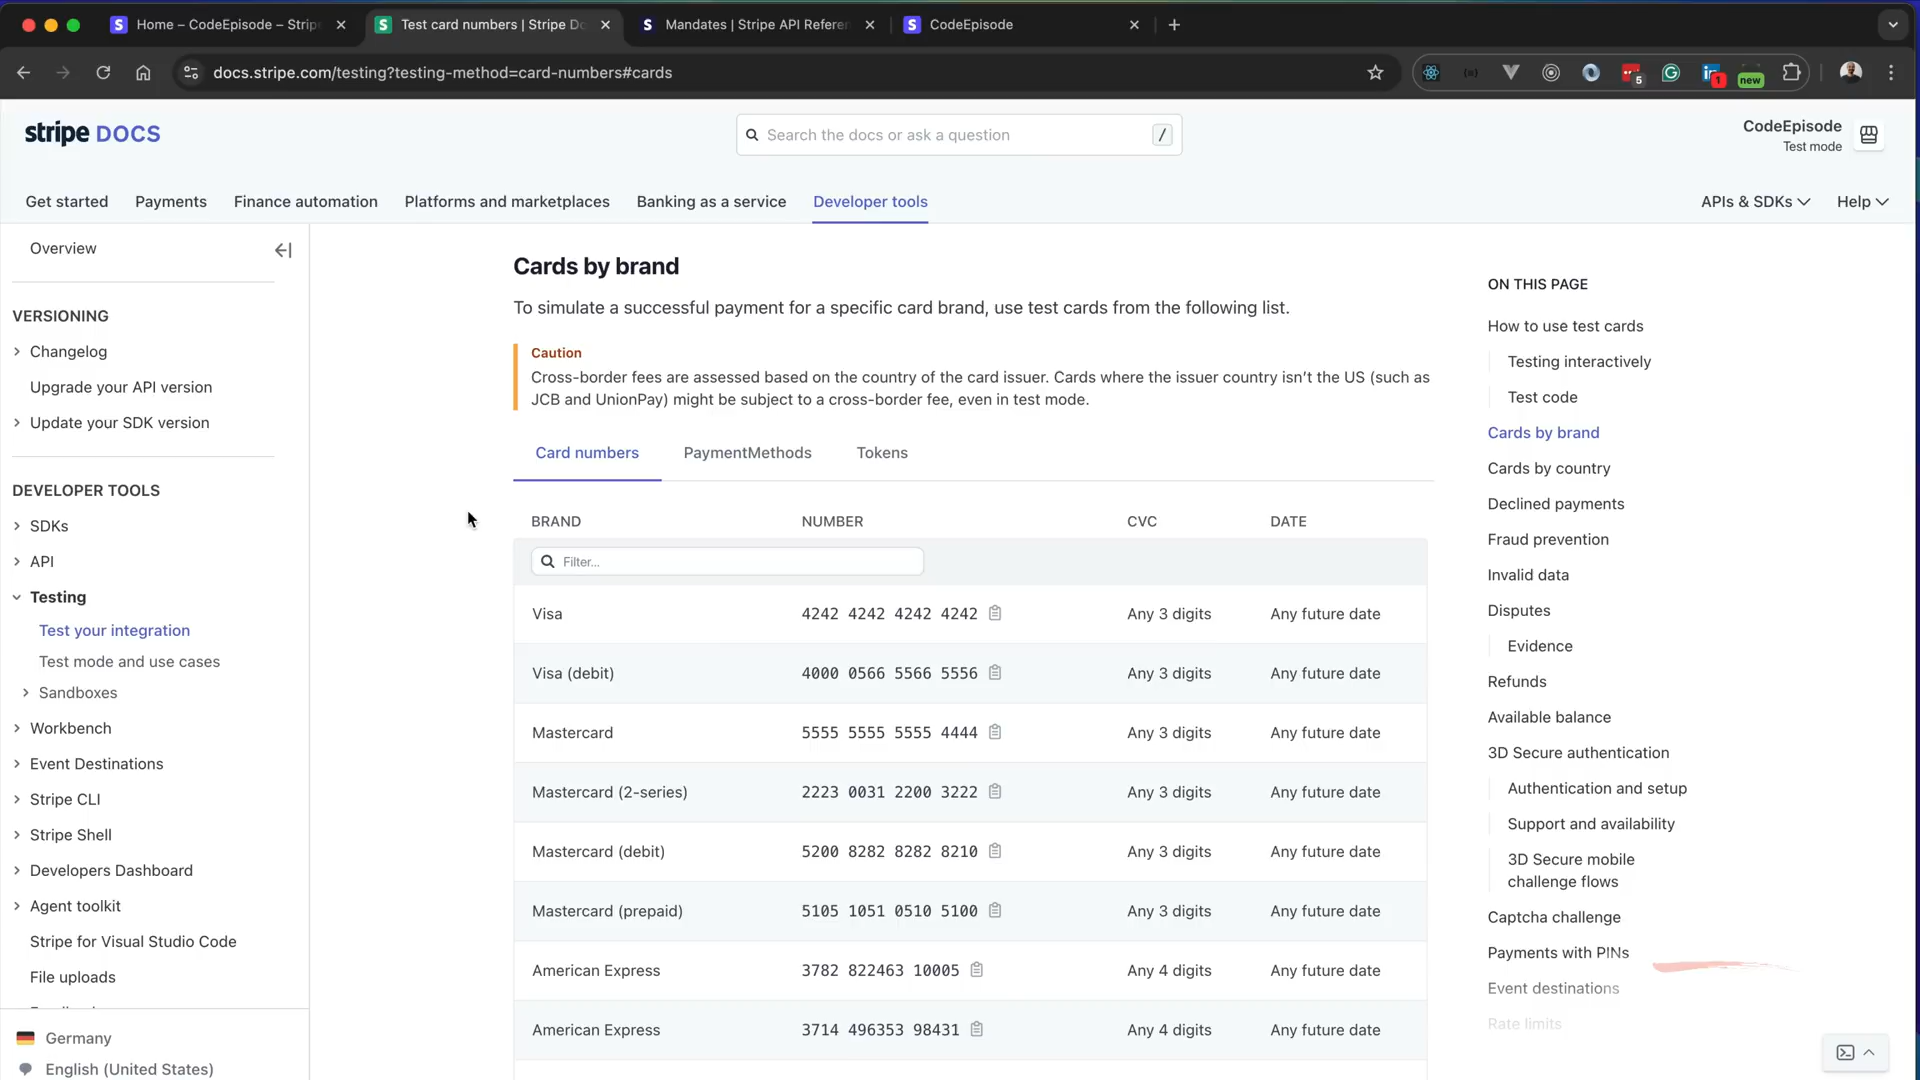 Home – CodeEpisode – Stripe
Test card numbers | Stripe Do
Mandates | Stripe API Referen
CodeEpisode
docs.stripe.com/testing?testing-method=card-numbers#cards
5
1
new
stripe DOCS
Search the docs or ask a question
/
CodeEpisode
Test mode
Get started
Payments
Finance automation
Platforms and marketplaces
Banking as a service
Developer tools
APIs & SDKs
Help
Overview
VERSIONING
Changelog
Upgrade your API version
Update your SDK version
DEVELOPER TOOLS
SDKs
API
Testing
Test your integration
Test mode and use cases
Sandboxes
Workbench
Event Destinations
Stripe CLI
Stripe Shell
Developers Dashboard
Agent toolkit
Stripe for Visual Studio Code
File uploads
Germany
English (United States)
Cards by brand
To simulate a successful payment for a specific card brand, use test cards from the following list.
Caution
Cross-border fees are assessed based on the country of the card issuer. Cards where the issuer country isn’t the US (such as
JCB and UnionPay) might be subject to a cross-border fee, even in test mode.
Card numbers
PaymentMethods
Tokens
BRAND NUMBER CVC DATE
Filter...
Visa 4242 4242 4242 4242 Any 3 digits Any future date
Visa (debit) 4000 0566 5566 5556 Any 3 digits Any future date
Mastercard 5555 5555 5555 4444 Any 3 digits Any future date
Mastercard (2-series) 2223 0031 2200 3222 Any 3 digits Any future date
Mastercard (debit) 5200 8282 8282 8210 Any 3 digits Any future date
Mastercard (prepaid) 5105 1051 0510 5100 Any 3 digits Any future date
American Express 3782 822463 10005 Any 4 digits Any future date
American Express 3714 496353 98431 Any 4 digits Any future date
ON THIS PAGE
How to use test cards
Testing interactively
Test code
Cards by brand
Cards by country
Declined payments
Fraud prevention
Invalid data
Disputes
Evidence
Refunds
Available balance
3D Secure authentication
Authentication and setup
Support and availability
3D Secure mobile
challenge flows
Captcha challenge
Payments with PINs
Event destinations
Rate limits